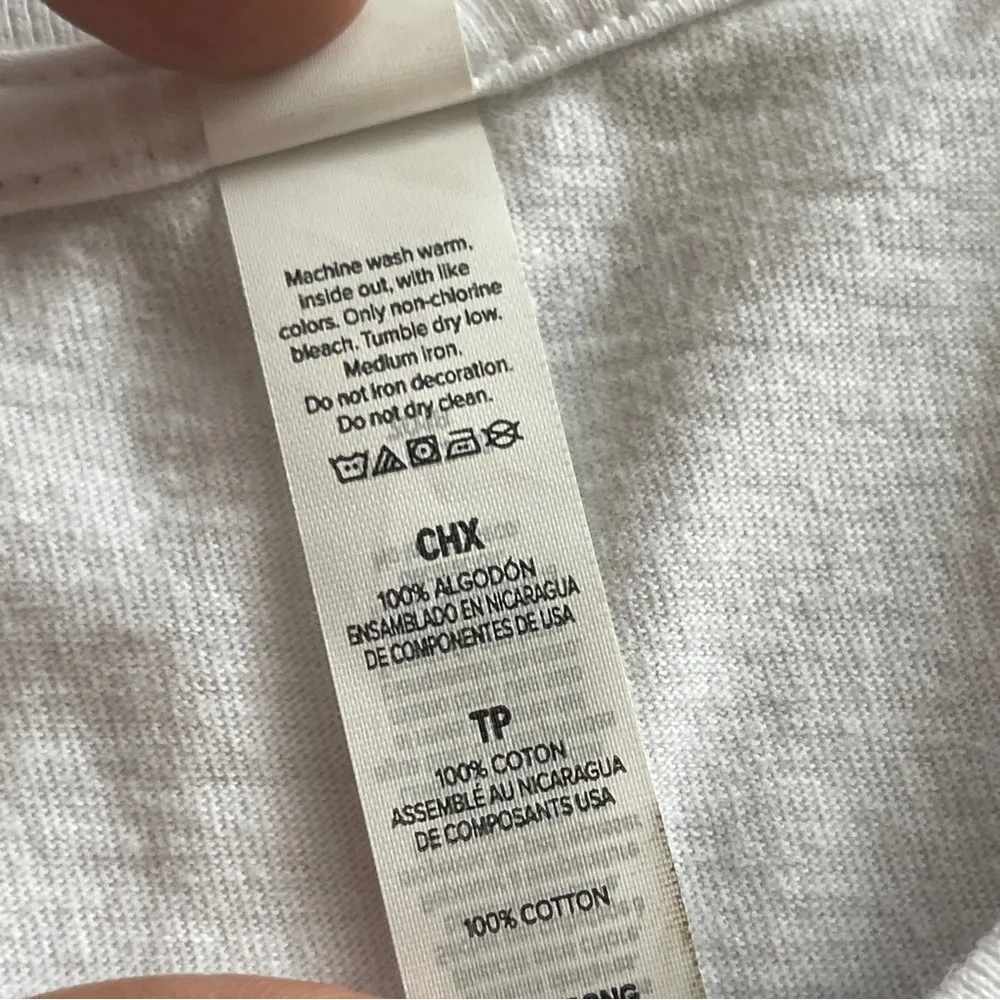 Machine wash warm,
inside out, with like
colors. Only non-chlorine
bleach. Tumble dry low.
Medium iron.
Do not iron decoration.
Do not dry clean.
CHX
100% ALGODÓN
ENSAMBLADO EN NICARAGUA
DE COMPONENTES DE USA
TP
100% COTON
ASSEMBLÉ AU NICARAGUA
DE COMPOSANTS USA
100% COTTON